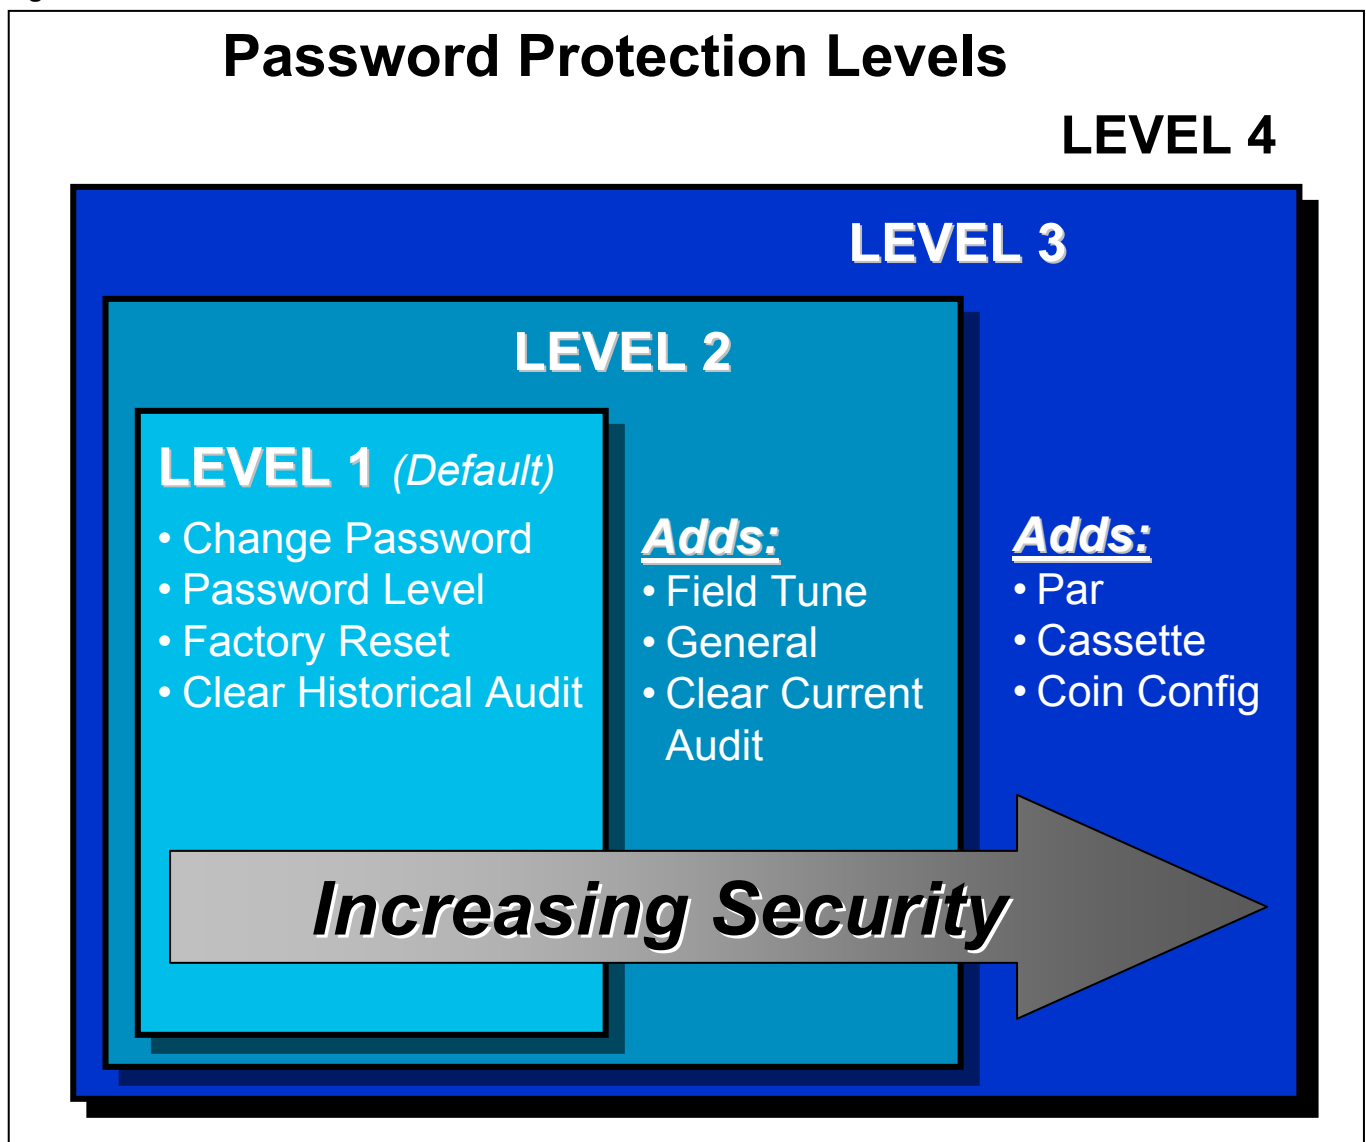 Password Protection Levels
LEVEL 4
LEVEL 3
LEVEL 2
LEVEL 1 (Default)
• Change Password
• Password Level
• Factory Reset
• Clear Historical Audit
Adds:
• Field Tune
• General
• Clear Current
Audit
Adds:
• Par
• Cassette
• Coin Config
Increasing Security